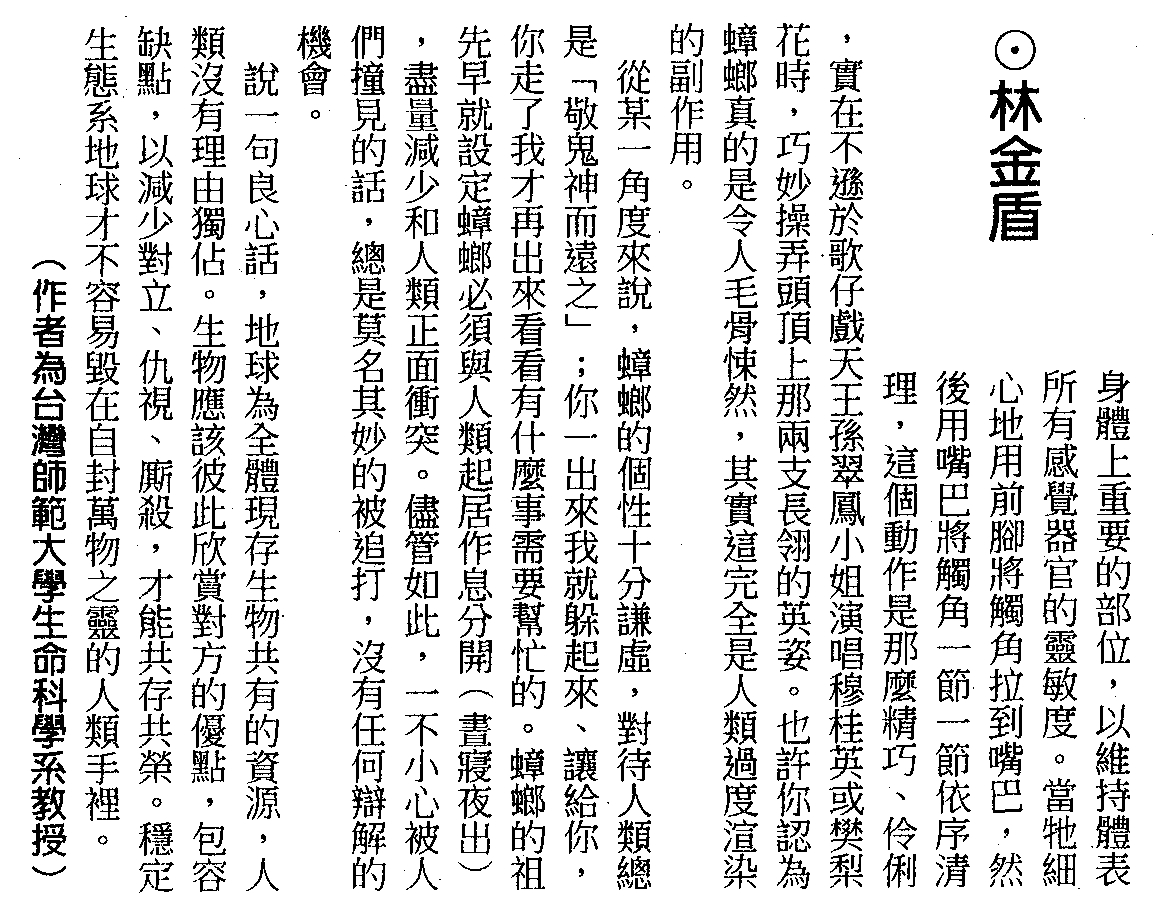 ⊙林金盾
身體上重要的部位，以維持體表
所有感覺器官的靈敏度。當牠細
心地用前腳將觸角拉到嘴巴，然
後用嘴巴將觸角一節一節依序清
理，這個動作是那麼精巧、伶俐
，實在不遜於歌仔戲天王孫翠鳳小姐演唱穆桂英或樊梨
花時，巧妙操弄頭頂上那兩支長翎的英姿。也許你認為
蟑螂真的是令人毛骨悚然，其實這完全是人類過度渲染
的副作用。
從某一角度來說，蟑螂的個性十分謙虛，對待人類總
是「敬鬼神而遠之」；你一出來我就躲起來、讓給你，
你走了我才再出來看看有什麼事需要幫忙的。蟑螂的祖
先早就設定蟑螂必須與人類起居作息分開（晝寢夜出）
，盡量減少和人類正面衝突。儘管如此，一不小心被人
們撞見的話，總是莫名其妙的被追打，沒有任何辯解的
機會。
說一句良心話，地球為全體現存生物共有的資源，人
類沒有理由獨佔。生物應該彼此欣賞對方的優點，包容
缺點，以減少對立、仇視、廝殺，才能共存共榮。穩定
生態系地球才不容易毀在自封萬物之靈的人類手裡。
（作者為台灣師範大學生命科學系教授）